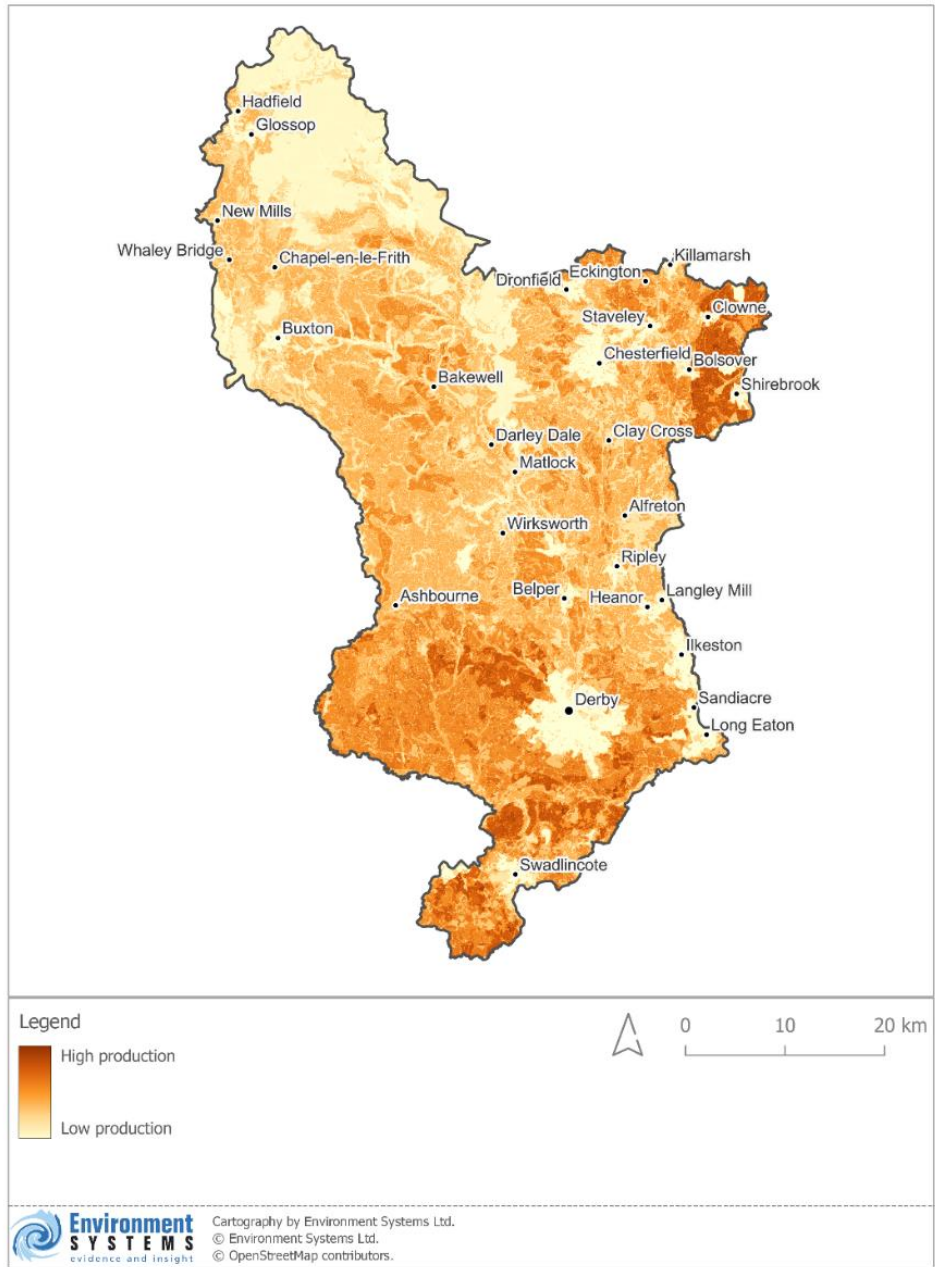 Hadfield
Glossop
New Mills
Whaley Bridge
Chapel-en-le-Frith
Killamarsh
Eckington
Dronfield
Clowne
Staveley
Buxton
Chesterfield
Bolsover
Bakewell
Shirebrook
Darley Dale
Clay Cross
Matlock
Alfreton
Wirksworth
Ripley
Belper
Ashbourne
Heanor
Langley Mill
Ilkeston
Derby
Sandiacre
Long Eaton
Swadlincote
Legend
High production
Low production
0 10 20 km
Environment
SYSTEMS
evidence and insight
Cartography by Environment Systems Ltd.
© Environment Systems Ltd.
© OpenStreetMap contributors.